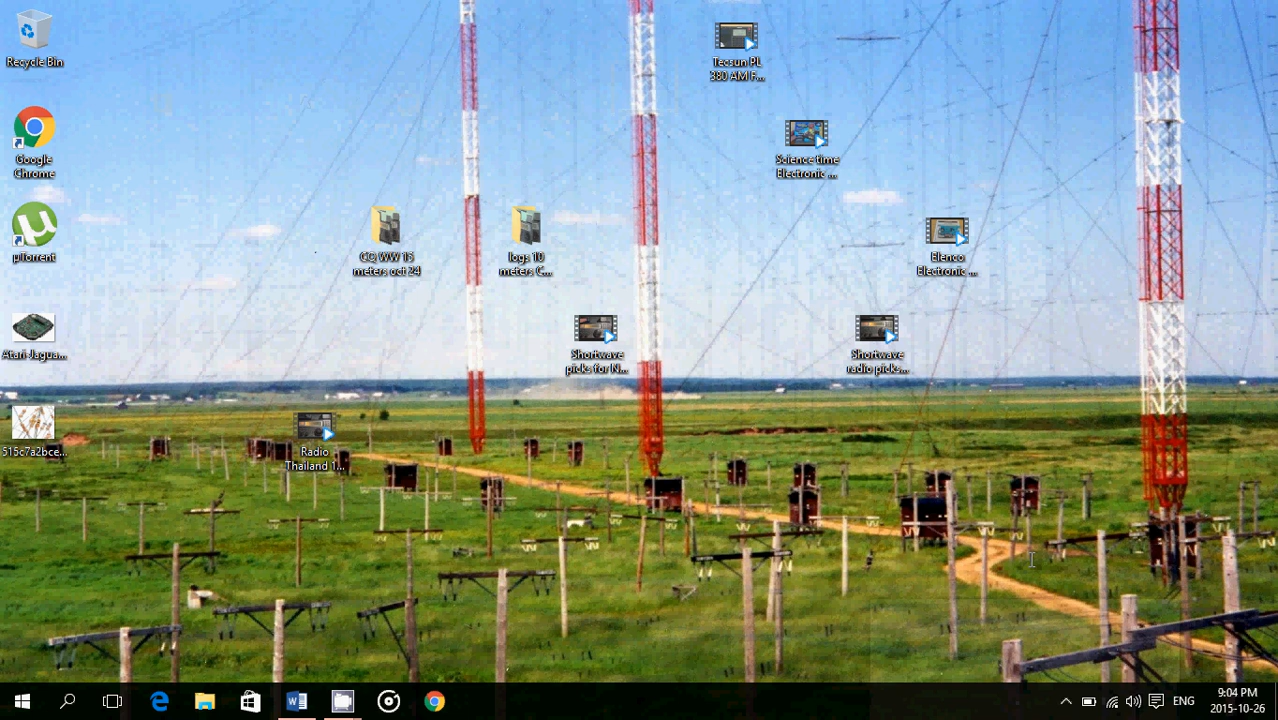 Recycle Bin
Google
Chrome
µTorrent
Atari-Jagua...
515c7a2bce...
Tecsun PL
380 AM F...
Science time
Electronic ...
CQ WW 15
meters oct 24
logs 10
meters C...
Elenco
Electronic ...
Shortwave
picks for N...
Shortwave
radio picks...
Radio
Thailand 1...
ENG
9:04 PM
2015-10-26